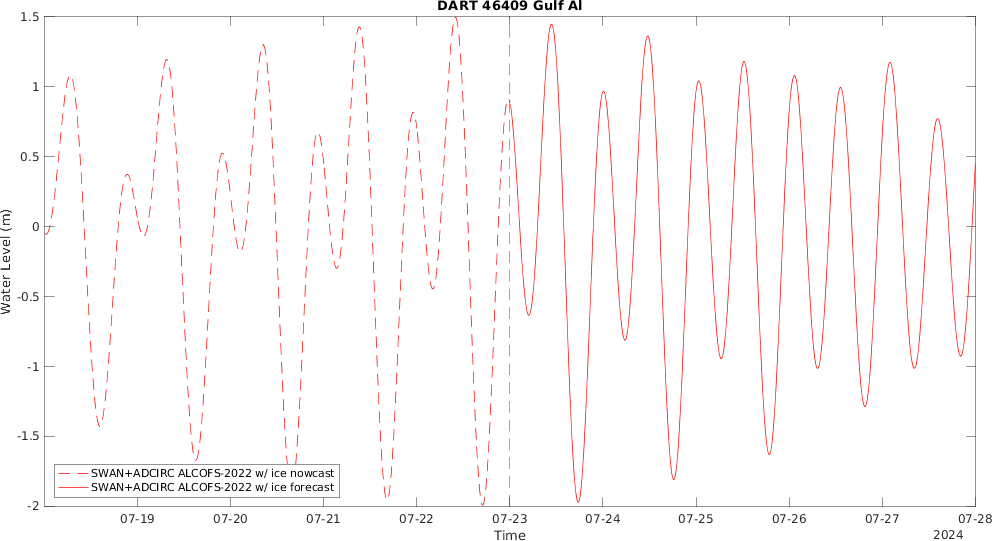 DART 46409 Gulf Al
1.5
1
0.5
0
-0.5
-1
-1.5
-2
Water Level (m)
SWAN+ADCIRC ALCOFS-2022 w/ ice nowcast
SWAN+ADCIRC ALCOFS-2022 w/ ice forecast
07-19 07-20 07-21 07-22 07-23 07-24 07-25 07-26 07-27 07-28
Time
2024